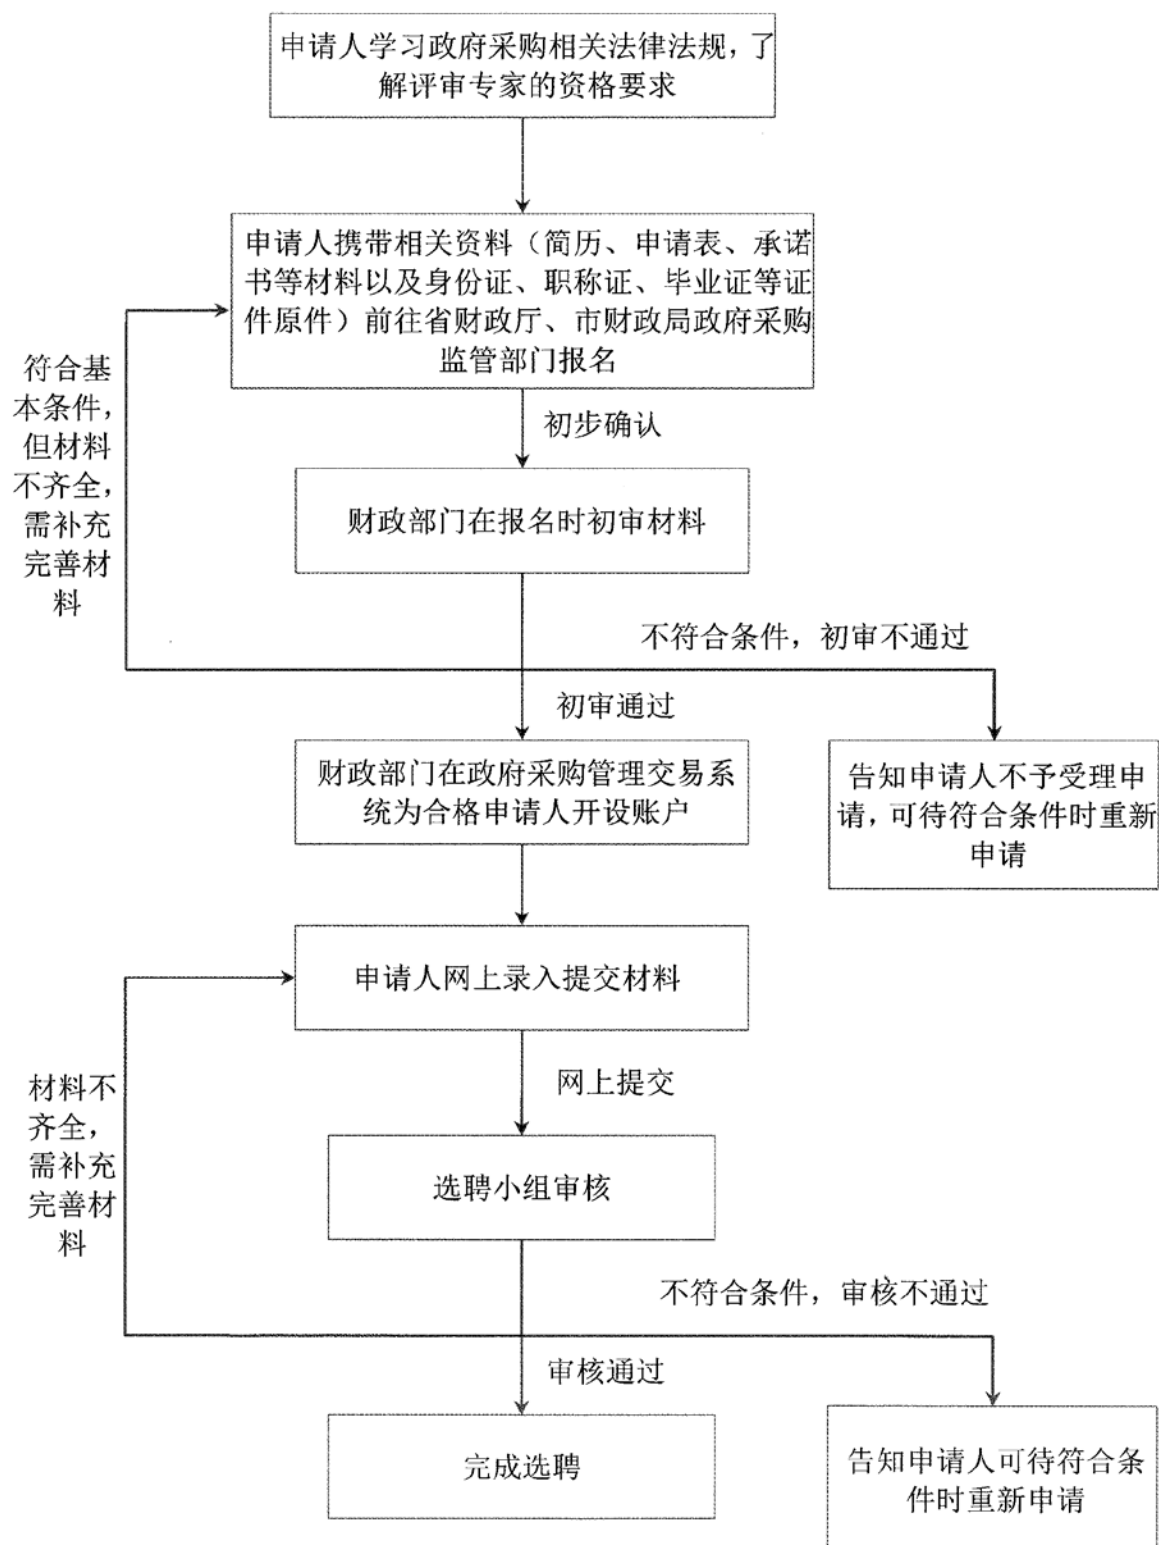 申请人学习政府采购相关法律法规，了
解评审专家的资格要求
申请人携带相关资料（简历、申请表、承诺
书等材料以及身份证、职称证、毕业证等证
件原件）前往省财政厅、市财政局政府采购
监管部门报名
符合基
本条件，
但材料
不齐全，
需补充
完善材
料
初步确认
财政部门在报名时初审材料
不符合条件，初审不通过
初审通过
财政部门在政府采购管理交易系
统为合格申请人开设账户
告知申请人不予受理申
请，可待符合条件时重新
申请
申请人网上录入提交材料
材料不
齐全，
需补充
完善材
料
网上提交
选聘小组审核
不符合条件，审核不通过
审核通过
完成选聘
告知申请人可待符合条
件时重新申请